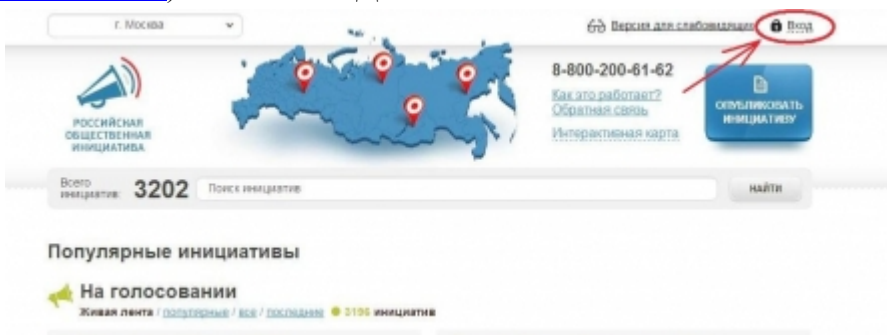 г. Москва
Версия для слабовидящих
Вход
8-800-200-61-62
Как это работает?
Обратная связь
Интерактивная карта
ОПУБЛИКОВАТЬ
ИНИЦИАТИВУ
РОССИЙСКАЯ
ОБЩЕСТВЕННАЯ
ИНИЦИАТИВА
Всего
инициатив: 3202
Поиск инициатив
НАЙТИ
Популярные инициативы
На голосовании
Живая лента / популярные / все / последние 3196 инициатив